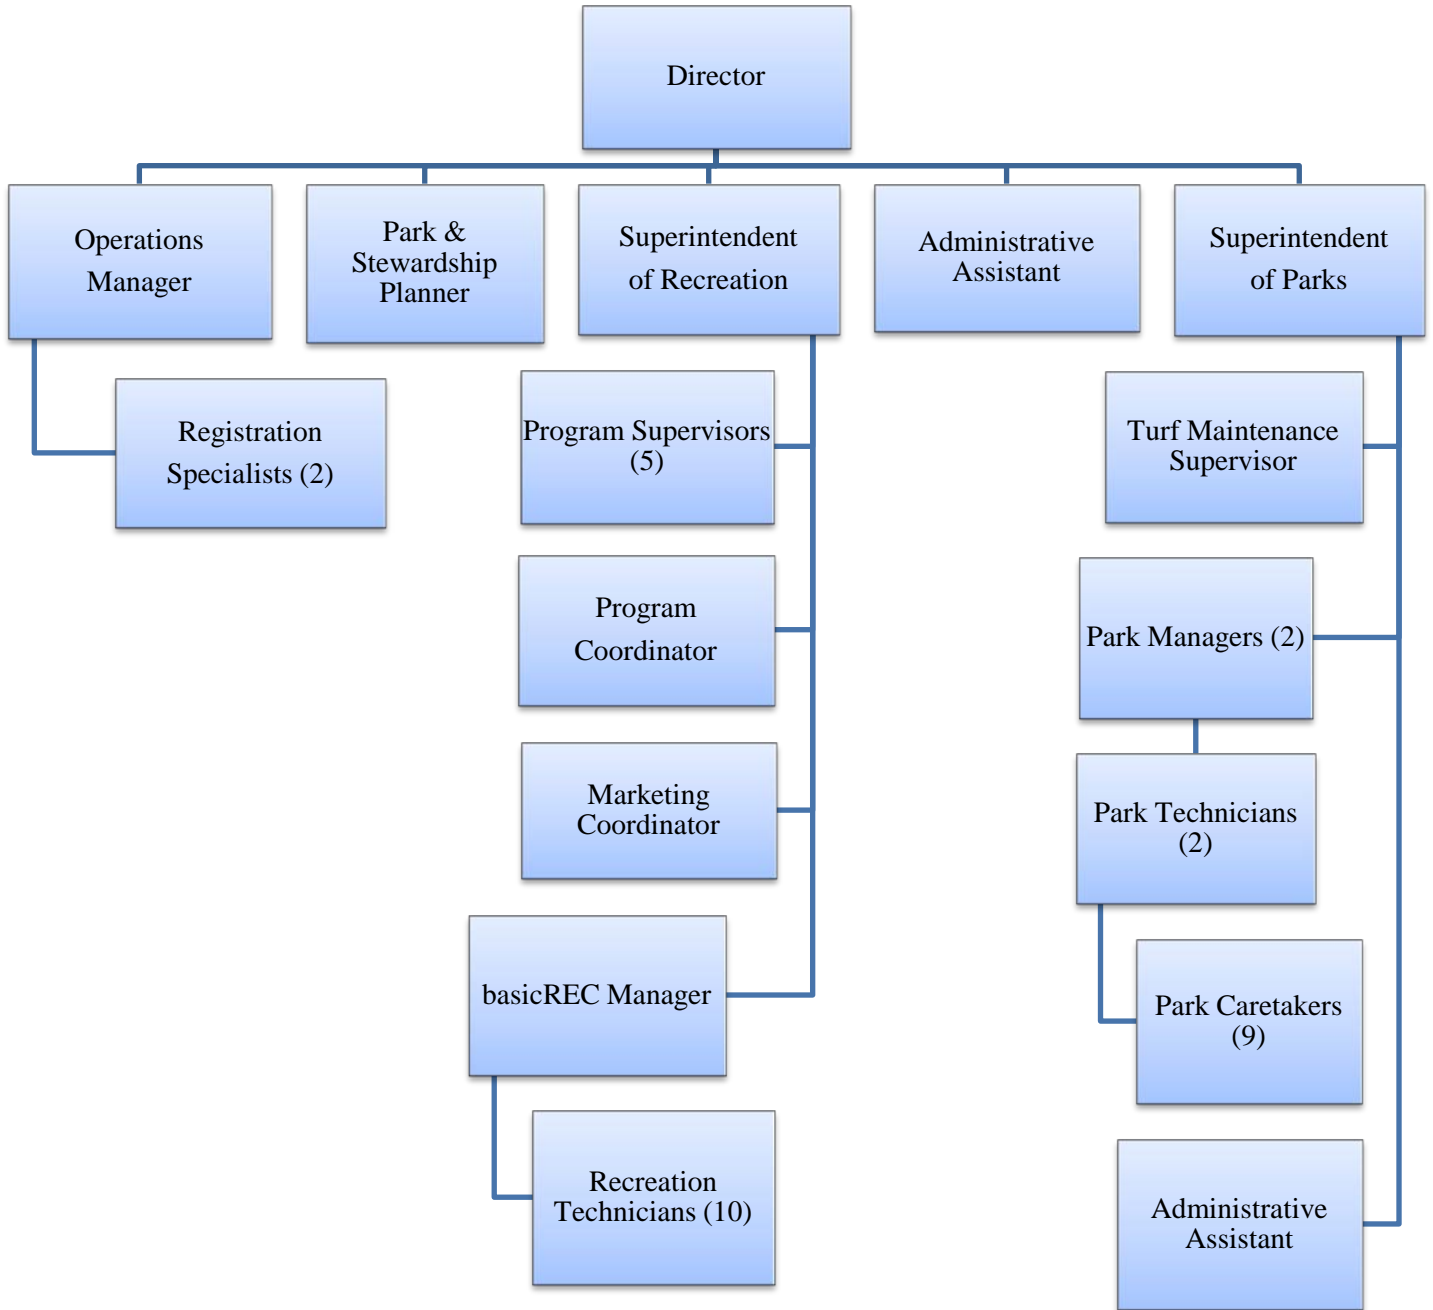 Director
Operations
Manager
Park &
Stewardship
Planner
Superintendent
of Recreation
Administrative
Assistant
Superintendent
of Parks
Registration
Specialists (2)
Program Supervisors
(5)
Program
Coordinator
Marketing
Coordinator
basicREC Manager
Recreation
Technicians (10)
Turf Maintenance
Supervisor
Park Managers (2)
Park Technicians
(2)
Park Caretakers
(9)
Administrative
Assistant